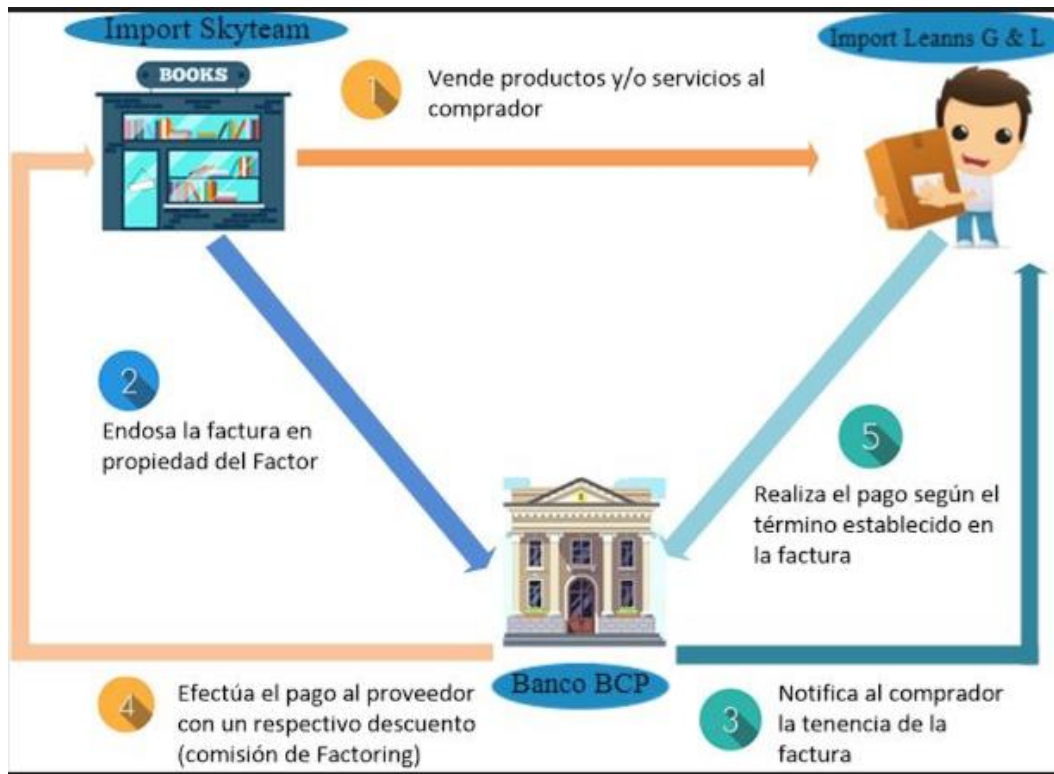 Import Skyteam
Import Leanns G & L
BOOKS
1
Vende productos y/o servicios al
comprador
2
Endosa la factura en
propiedad del Factor
5
Realiza el pago según el
término establecido en
la factura
Banco BCP
4
Efectúa el pago al proveedor
con un respectivo descuento
(comisión de Factoring)
3
Notifica al comprador
la tenencia de la
factura